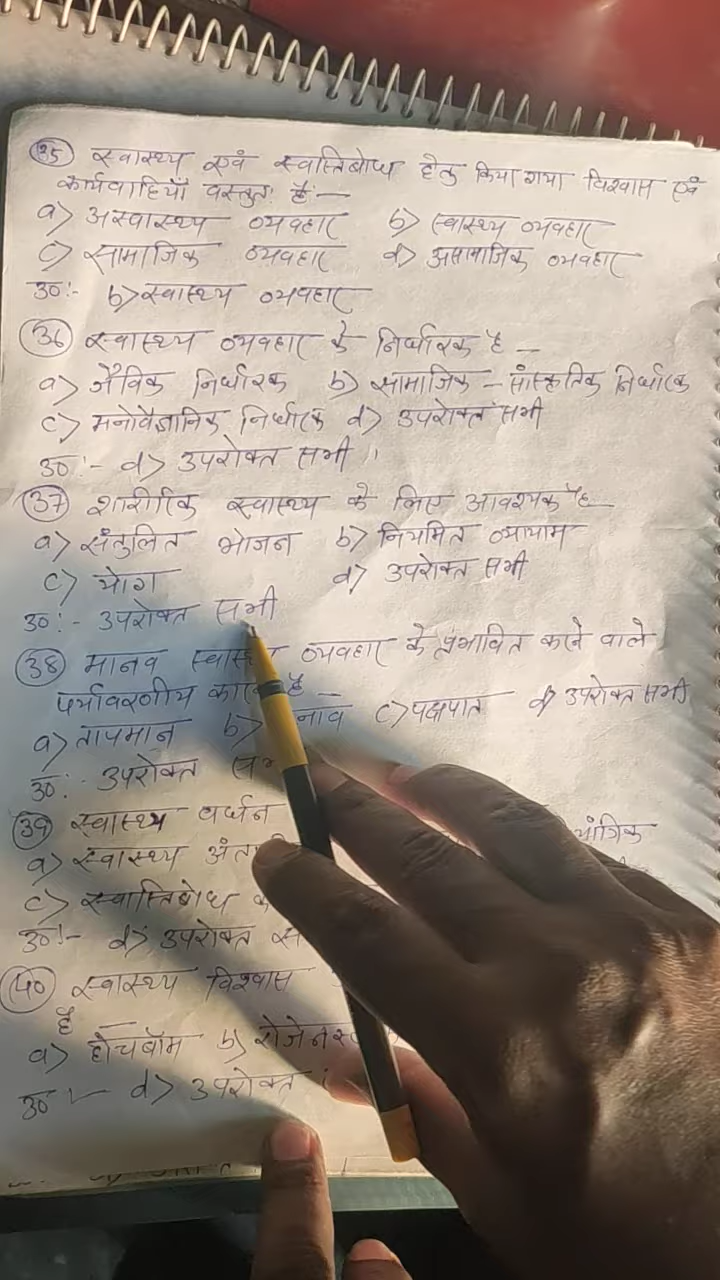 35) स्वास्थ्य एवं स्वस्तिबोध हेतु किया गया विश्वास एवं
कार्यवाहियाँ वस्तुत: है:—
a> अस्वास्थ्य व्यवहार b> स्वास्थ्य व्यवहार
c> सामाजिक व्यवहार d> असामाजिक व्यवहार
उ०:- b> स्वास्थ्य व्यवहार
36) स्वास्थ्य व्यवहार के निर्धारक है —
a> जैविक निर्धारक b> सामाजिक – सांस्कृतिक निर्धारक
c> मनोवैज्ञानिक निर्धारक d> उपरोक्त सभी
उ०:- d> उपरोक्त सभी।
37) शारीरिक स्वास्थ्य के लिए आवश्यक है—
a> संतुलित भोजन b> नियमित व्यायाम
c> योग d> उपरोक्त सभी
उ०:- उपरोक्त सभी
38) मानव स्वास्थ्य व्यवहार के प्रभावित करने वाले
पर्यावरणीय है —
a> तापमान b> c> पक्षपात d> उपरोक्त सभी
उ०:- उपरोक्त
39) स्वास्थ्य वर्धन
a> स्वास्थ्य
c> स्वास्तिबोध
उ०!- d> उपरोक्त
40) स्वास्थ्य विश्वास
है —
a> हॉचबॉम b>
उ०:- d> उपरोक्त